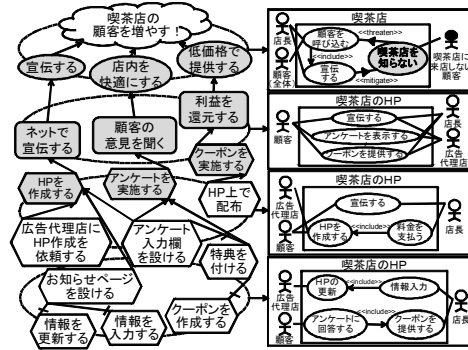 喫茶店の
顧客を増やす！
宣伝する
店内を
快適にする
低価格で
提供する
ネットで
宣伝する
顧客の
意見を聞く
利益を
還元する
HPを
作成する
アンケートを
実施する
クーポンを
実施する
HP上で
配布
広告代理店に
HP作成を
依頼する
アンケート
入力欄
を設ける
特典を
付ける
お知らせページ
を設ける
情報を
更新する
情報を
入力する
クーポンを
作成する
喫茶店
店長
顧客
(全体)
顧客を
呼び込む
<<threaten>>
喫茶店を
知らない
<<include>>
宣伝
する
<<mitigate>>
喫茶店に
来店しない
顧客
喫茶店のHP
顧客
宣伝する
アンケートを表示する
クーポンを提供する
店長
広告
代理店
喫茶店のHP
広告
代理店
顧客
宣伝する
HPを
作成する
<<include>>
料金を
支払う
店長
喫茶店のHP
広告
代理店
顧客
HPの
更新
<<include>>
情報入力
<<include>>
アンケートに
回答する
クーポンを
提供する
店長